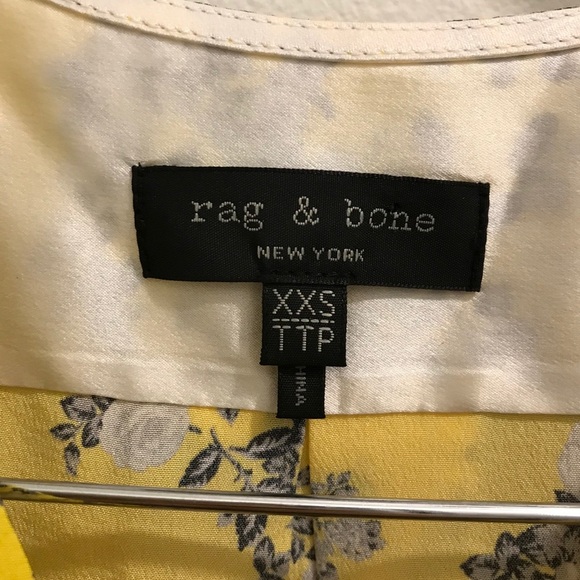 rag & bone
NEW YORK
XXS
TTP